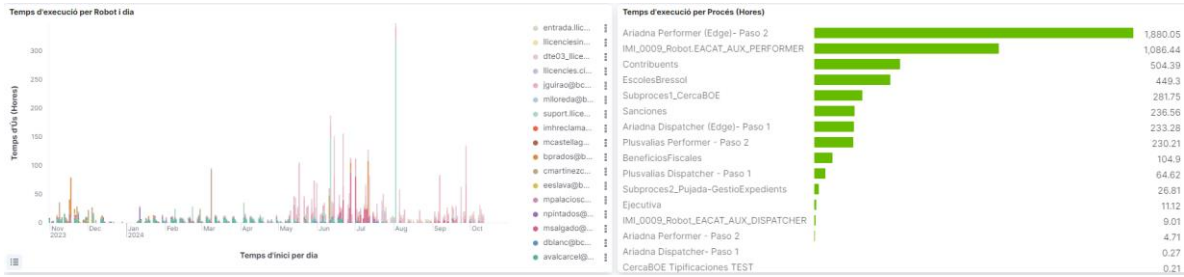 Temps d'execució per Robot i dia
Temps d'Ús (Hores)
300
250
200
150
100
50
0
Nov
2023
Dec
Jan
2024
Feb
Mar
Apr
May
Jun
Jul
Aug
Sep
Oct
Temps d'inici per dia
entrada.llic...
llicenciesin...
dte03_llice...
llicencies.ci...
jguirao@bc...
mlloreda@b...
suport.llice...
imhreclama...
mcastellag...
bprados@b...
cmartinezc...
eeslava@b...
mpalaciosc...
npintados@...
msalgado@...
dblanc@bc...
avalcarcel@...
Temps d'execució per Procés (Hores)
Ariadna Performer (Edge)- Paso 2 1,880.05
IMI_0009_Robot.EACAT_AUX_PERFORMER 1,086.44
Contribuents 504.39
EscolesBressol 449.3
Subproces1_CercaBOE 281.75
Sanciones 236.56
Ariadna Dispatcher (Edge)- Paso 1 233.28
Plusvalias Performer - Paso 2 230.21
BeneficiosFiscales 104.9
Plusvalias Dispatcher - Paso 1 64.62
Subproces2_Pujada-GestioExpedients 26.81
Ejecutiva 11.12
IMI_0009_Robot_EACAT_AUX_DISPATCHER 9.01
Ariadna Performer - Paso 2 4.71
Ariadna Dispatcher- Paso 1 0.27
CercaBOE Tipificaciones TEST 0.21